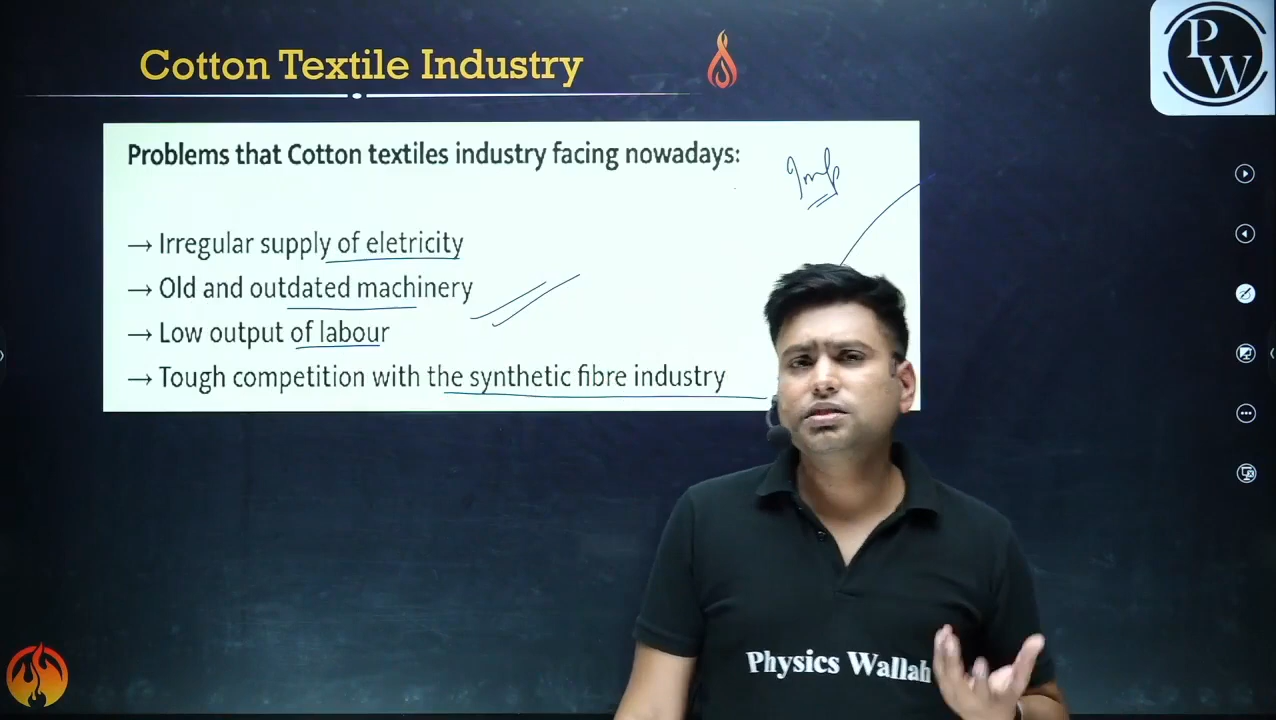 Cotton Textile Industry
P
W
Problems that Cotton textiles industry facing nowadays:
Imp
→ Irregular supply of eletricity
→ Old and outdated machinery
→ Low output of labour
→ Tough competition with the synthetic fibre industry
Physics Wallah